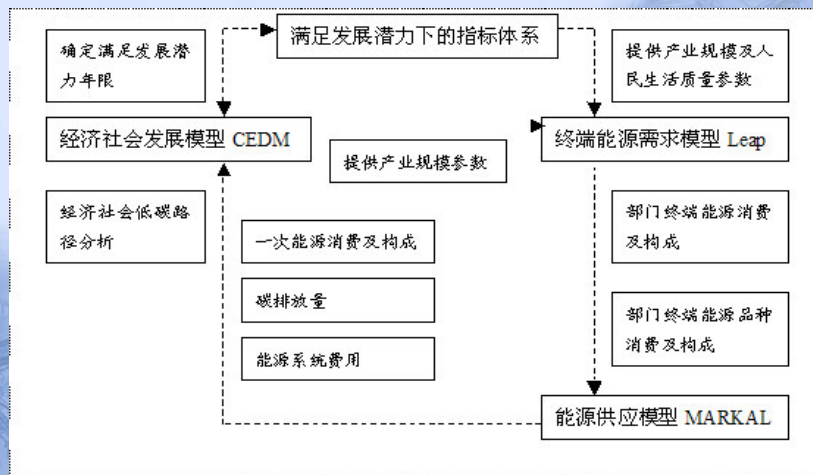 满足发展潜力下的指标体系
确定满足发展潜
力年限
提供产业规模及人
民生活质量参数
经济社会发展模型 CEDM
提供产业规模参数
终端能源需求模型 Leap
经济社会低碳路
径分析
一次能源消费及构成
碳排放量
能源系统费用
部门终端能源消费
及构成
部门终端能源品种
消费及构成
能源供应模型 MARKAL